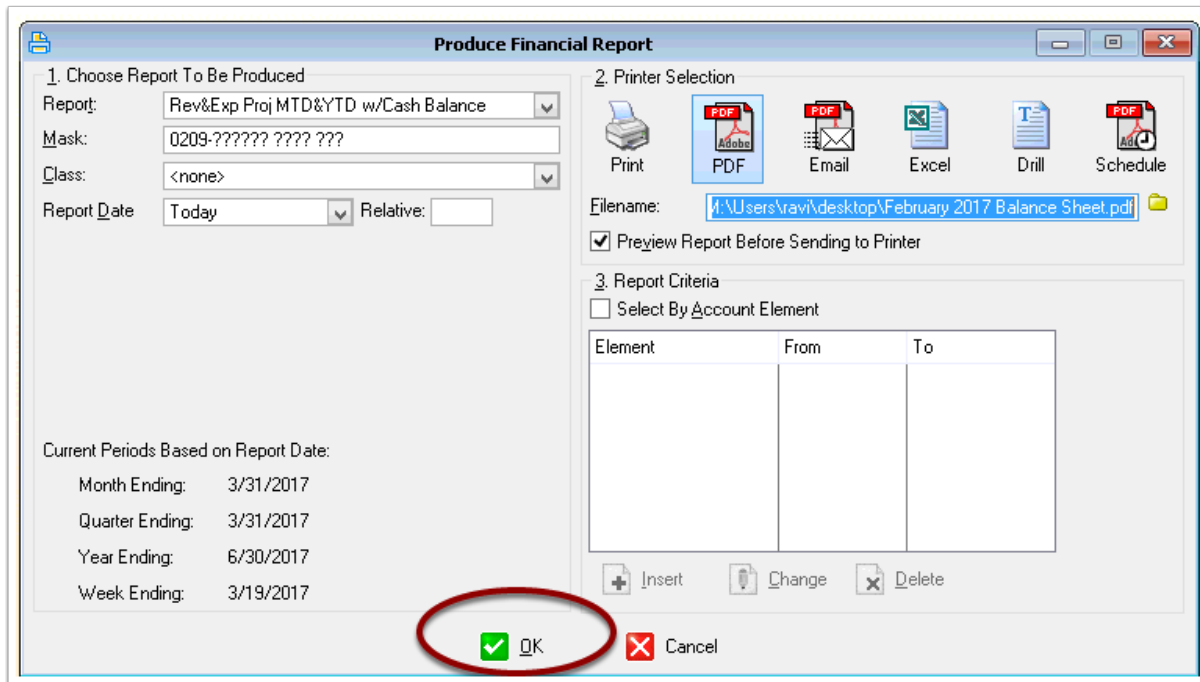 Produce Financial Report
1. Choose Report To Be Produced
Report: Rev&Exp Proj MTD&YTD w/Cash Balance
Mask: 0209-?????? ???? ???
Class: <none>
Report Date Today Relative:
Current Periods Based on Report Date:
Month Ending: 3/31/2017
Quarter Ending: 3/31/2017
Year Ending: 6/30/2017
Week Ending: 3/19/2017
2. Printer Selection
Print PDF Email Excel Drill Schedule
Filename: M:\Users\ravi\desktop\February 2017 Balance Sheet.pdf
Preview Report Before Sending to Printer
3. Report Criteria
Select By Account Element
Element From To
Insert Change Delete
OK Cancel